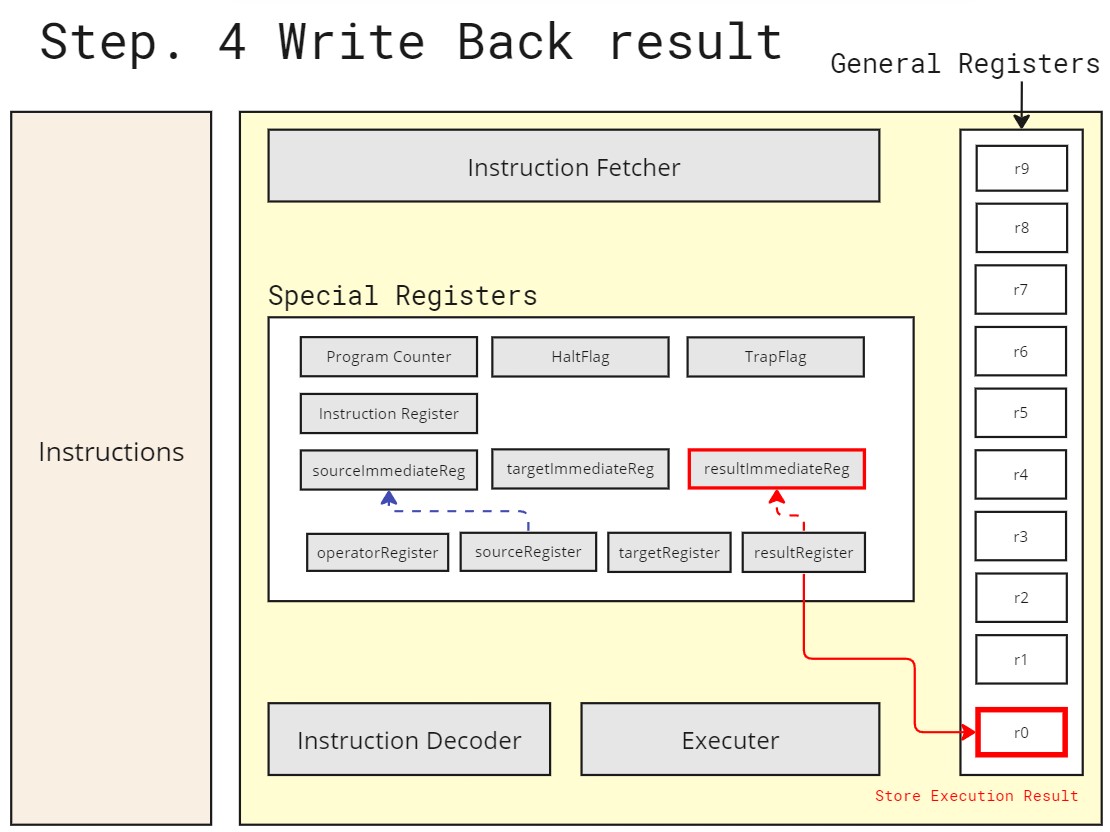 Step. 4 Write Back result
General Registers
Instruction Fetcher
r9
r8
r7
r6
r5
r4
r3
r2
r1
r0
Special Registers
Program Counter
HaltFlag
TrapFlag
Instruction Register
Instructions
sourceImmediateReg
targetImmediateReg
resultImmediateReg
operatorRegister
sourceRegister
targetRegister
resultRegister
Instruction Decoder
Executer
Store Execution Result